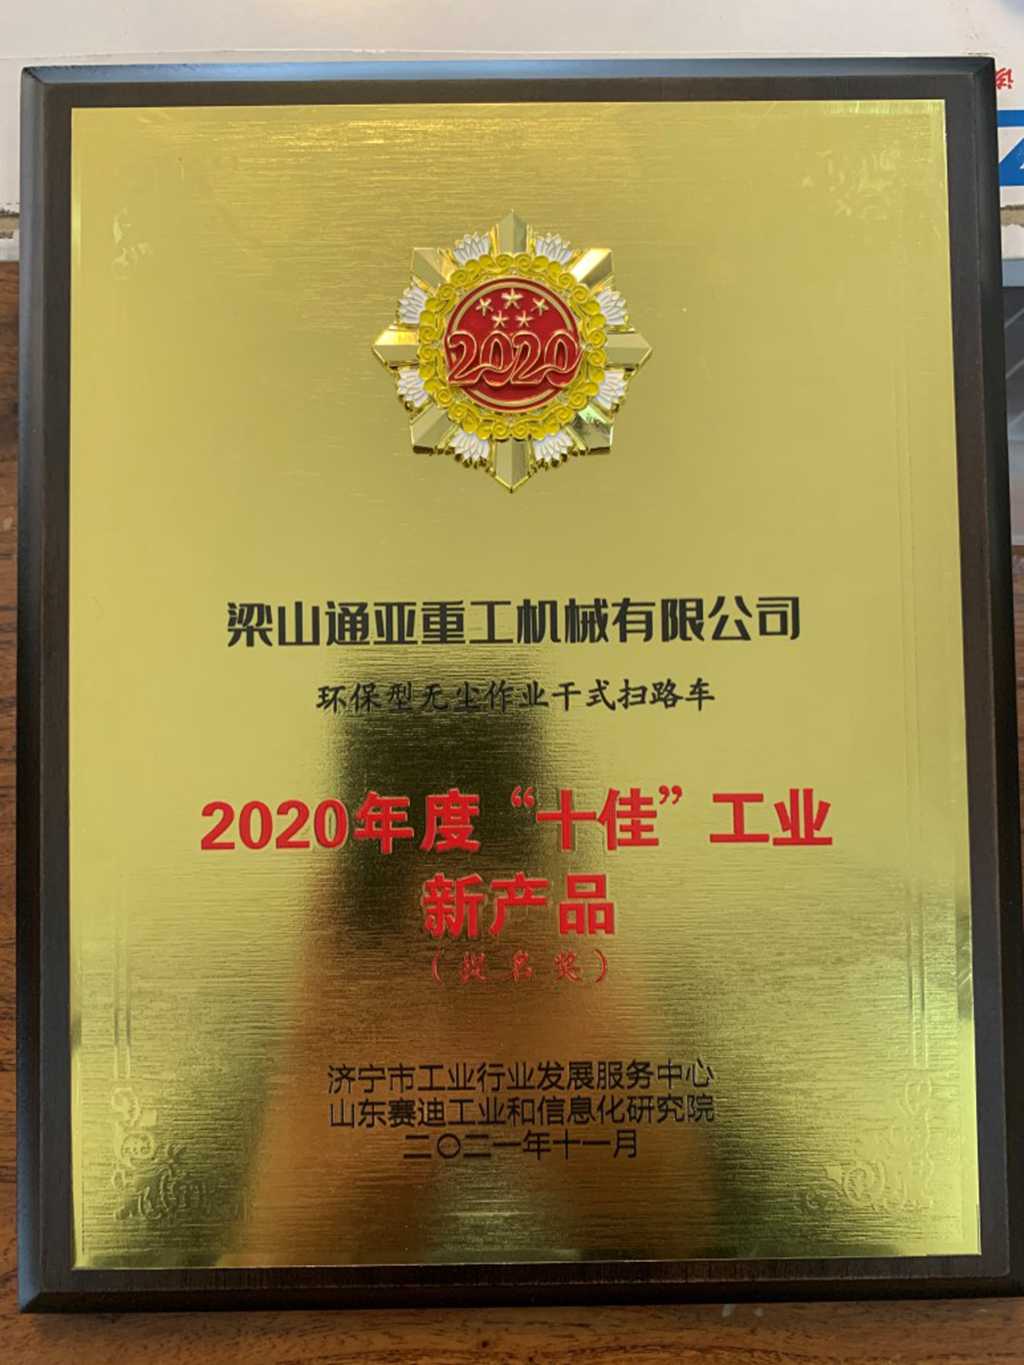 2020
梁山通亚重工机械有限公司
环保型无尘作业干式扫路车
2020年度“十佳”工业
新产品
（提名奖）
济宁市工业行业发展服务中心
山东赛迪工业和信息化研究院
二〇二一年十一月